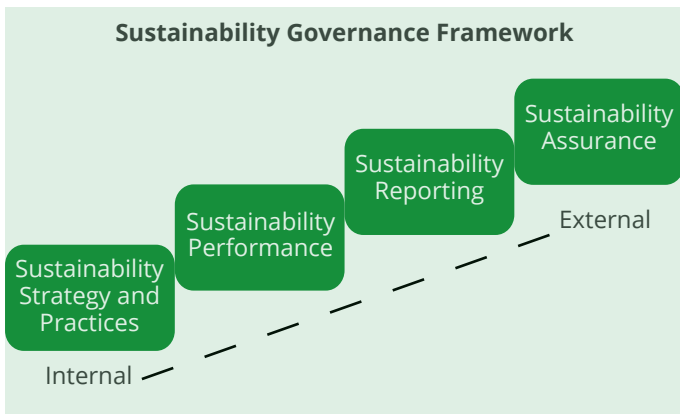 Sustainability Governance Framework
Sustainability
Assurance
Sustainability
Reporting
Sustainability
Performance
Sustainability
Strategy and
Practices
External
Internal